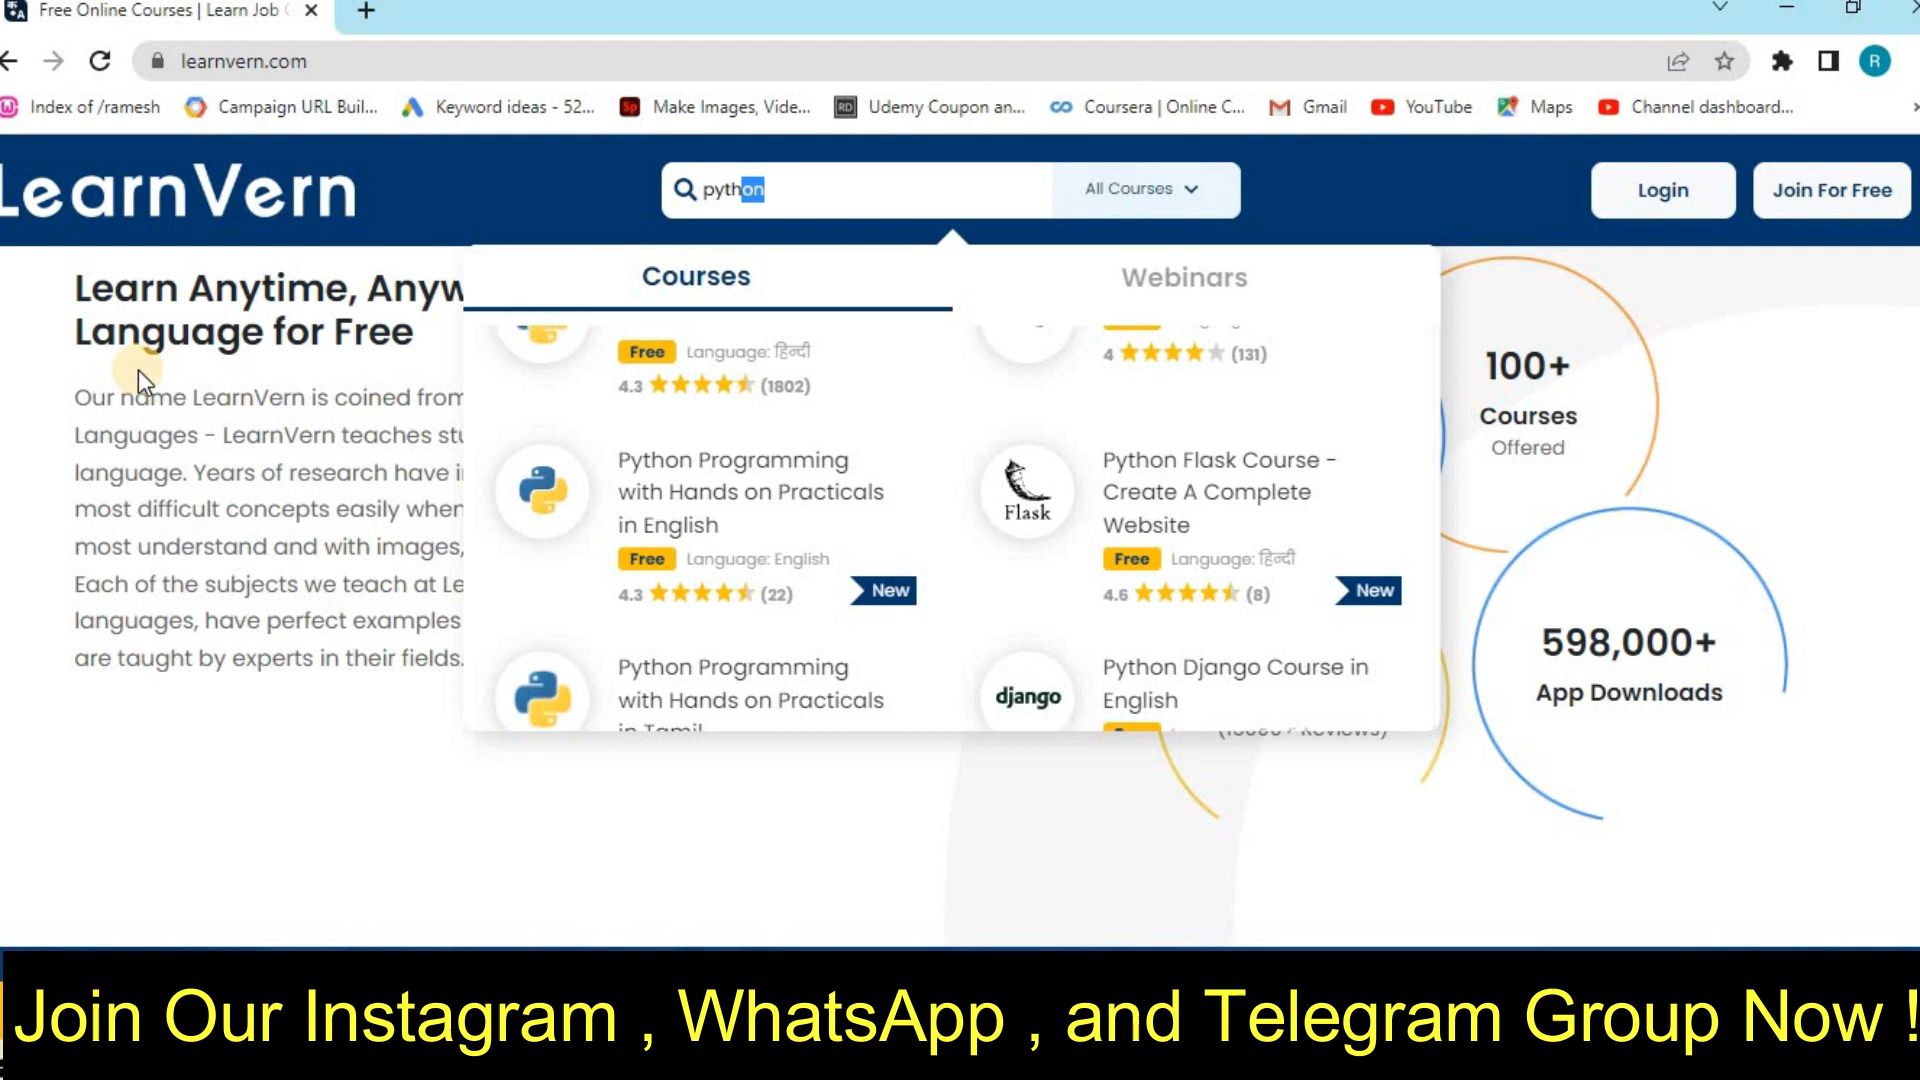 Free Online Courses | Learn Job
learnvern.com
R
Index of /ramesh
Campaign URL Buil...
Keyword ideas - 52...
Sp
Make Images, Vide...
RD
Udemy Coupon an...
Coursera | Online C...
Gmail
YouTube
Maps
Channel dashboard...
LearnVern
python
All Courses
Login
Join For Free
Courses
Webinars
Learn Anytime, Anyw
Language for Free
Our name LearnVern is coined from
Languages - LearnVern teaches stu
language. Years of research have i
most difficult concepts easily when
most understand and with images,
Each of the subjects we teach at Le
languages, have perfect examples
are taught by experts in their fields.
Free Language: हिन्दी
4.3 (1802)
4 (131)
Python Programming
with Hands on Practicals
in English
Free Language: English
4.3 (22) New
Flask
Python Flask Course -
Create A Complete
Website
Free Language: हिन्दी
4.6 (8) New
Python Programming
with Hands on Practicals
in Tamil
django
Python Django Course in
English
100+
Courses
Offered
598,000+
App Downloads
Join Our Instagram , WhatsApp , and Telegram Group Now !